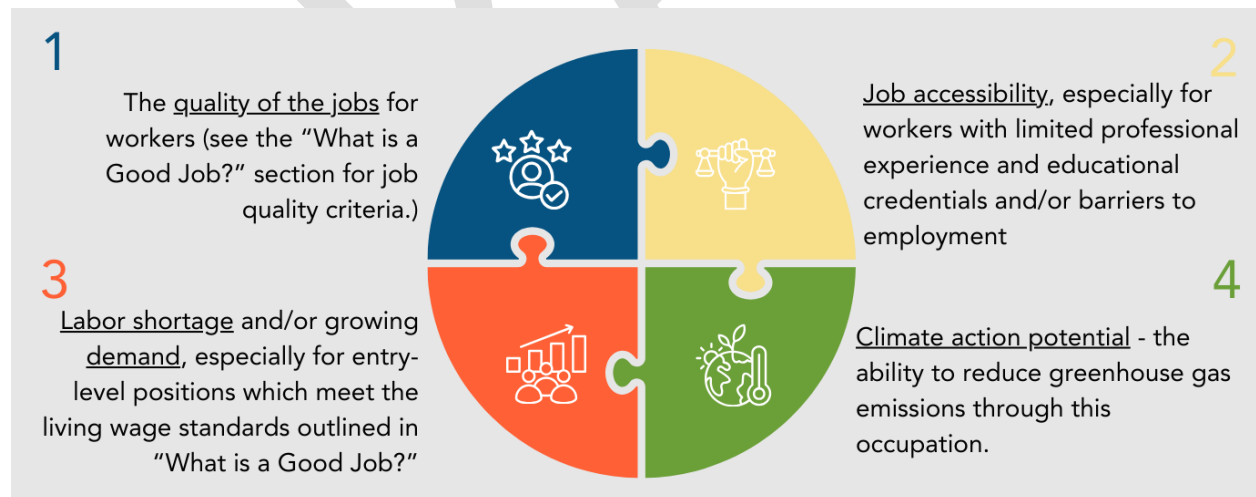 1
The quality of the jobs for
workers (see the “What is a
Good Job?” section for job
quality criteria.)
2
Job accessibility, especially for
workers with limited professional
experience and educational
credentials and/or barriers to
employment
3
Labor shortage and/or growing
demand, especially for entry-
level positions which meet the
living wage standards outlined in
“What is a Good Job?”
4
Climate action potential - the
ability to reduce greenhouse gas
emissions through this
occupation.